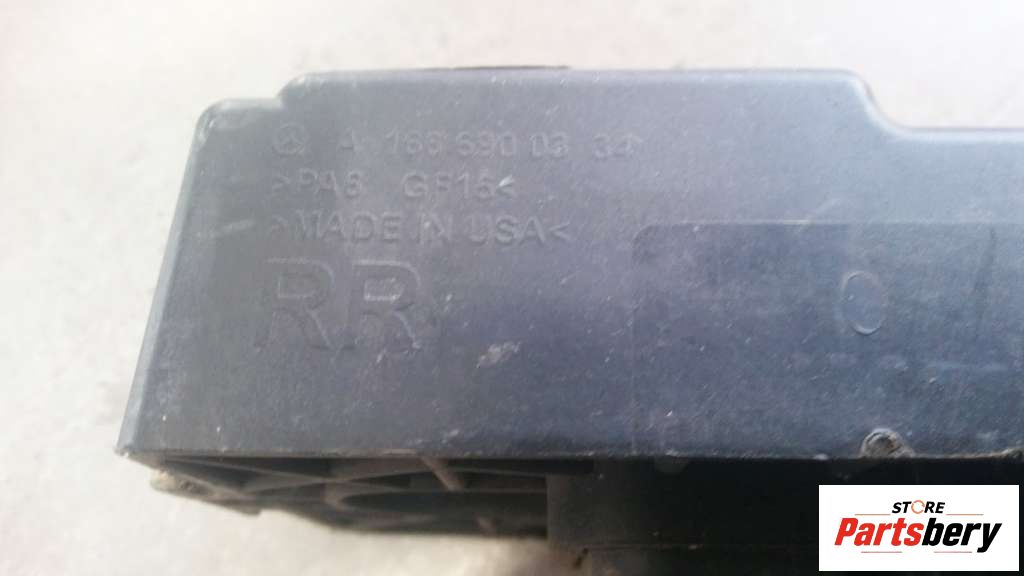 A 166 690 03 34
>PA6 GF15<
>MADE IN USA<
RR
STORE
Partsbery